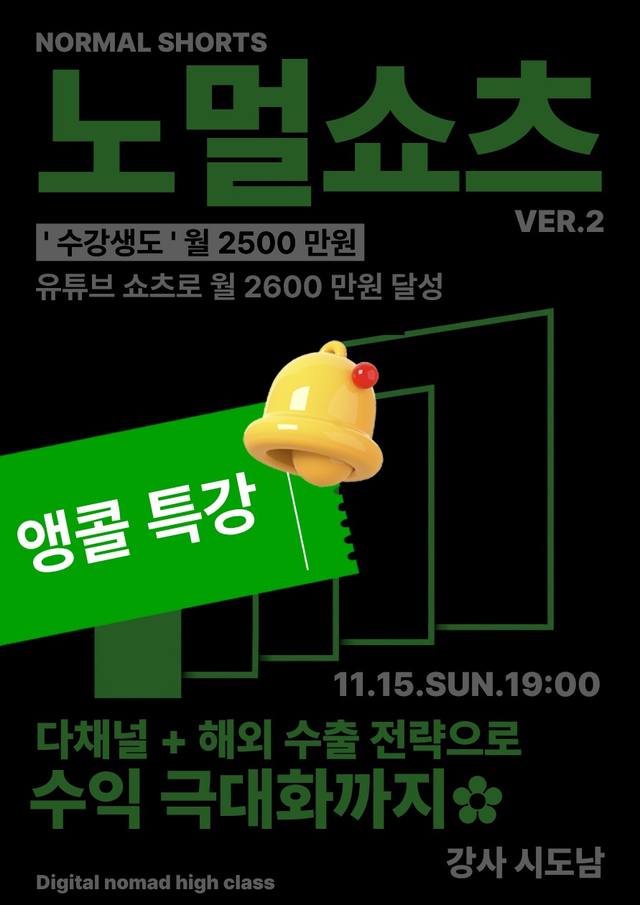 NORMAL SHORTS
노멀쇼츠
VER.2
' 수강생도 ' 월 2500 만원
유튜브 쇼츠로 월 2600 만원 달성
앵콜 특강
11.15.SUN.19:00
다채널 + 해외 수출 전략으로
수익 극대화까지✿
강사 시도남
Digital nomad high class